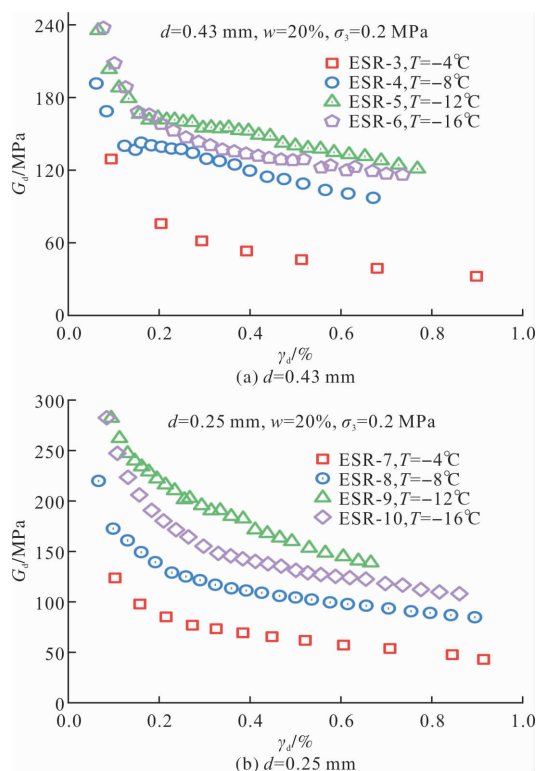 d=0.43 mm, w=20%, σ₃=0.2 MPa
ESR-3,T=−4℃
ESR-4,T=−8℃
ESR-5,T=−12℃
ESR-6,T=−16℃
G_d/MPa
240
180
120
60
0
0.0 0.2 0.4 0.6 0.8 1.0
γ_d/%
(a) d=0.43 mm
d=0.25 mm, w=20%, σ₃=0.2 MPa
ESR-7,T=−4℃
ESR-8,T=−8℃
ESR-9,T=−12℃
ESR-10,T=−16℃
G_d/MPa
300
250
200
150
100
50
0
0.0 0.2 0.4 0.6 0.8 1.0
γ_d/%
(b) d=0.25 mm